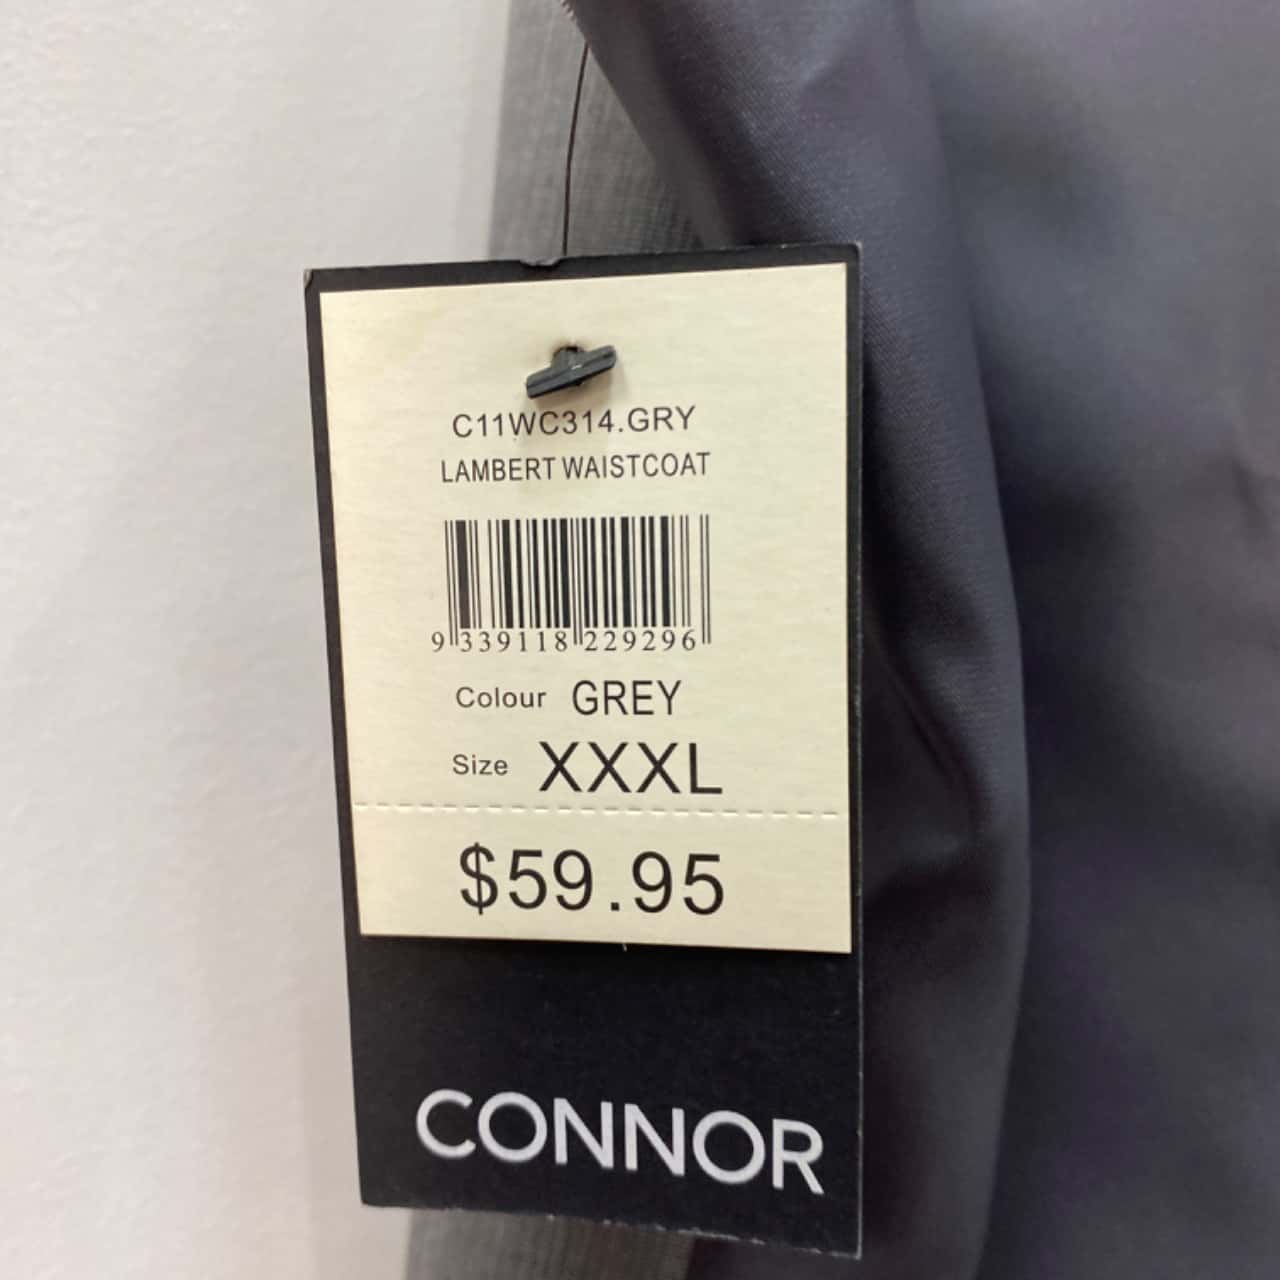 C11WC314.GRY
LAMBERT WAISTCOAT
9 339118 229296
Colour GREY
Size XXXL
$59.95
CONNOR